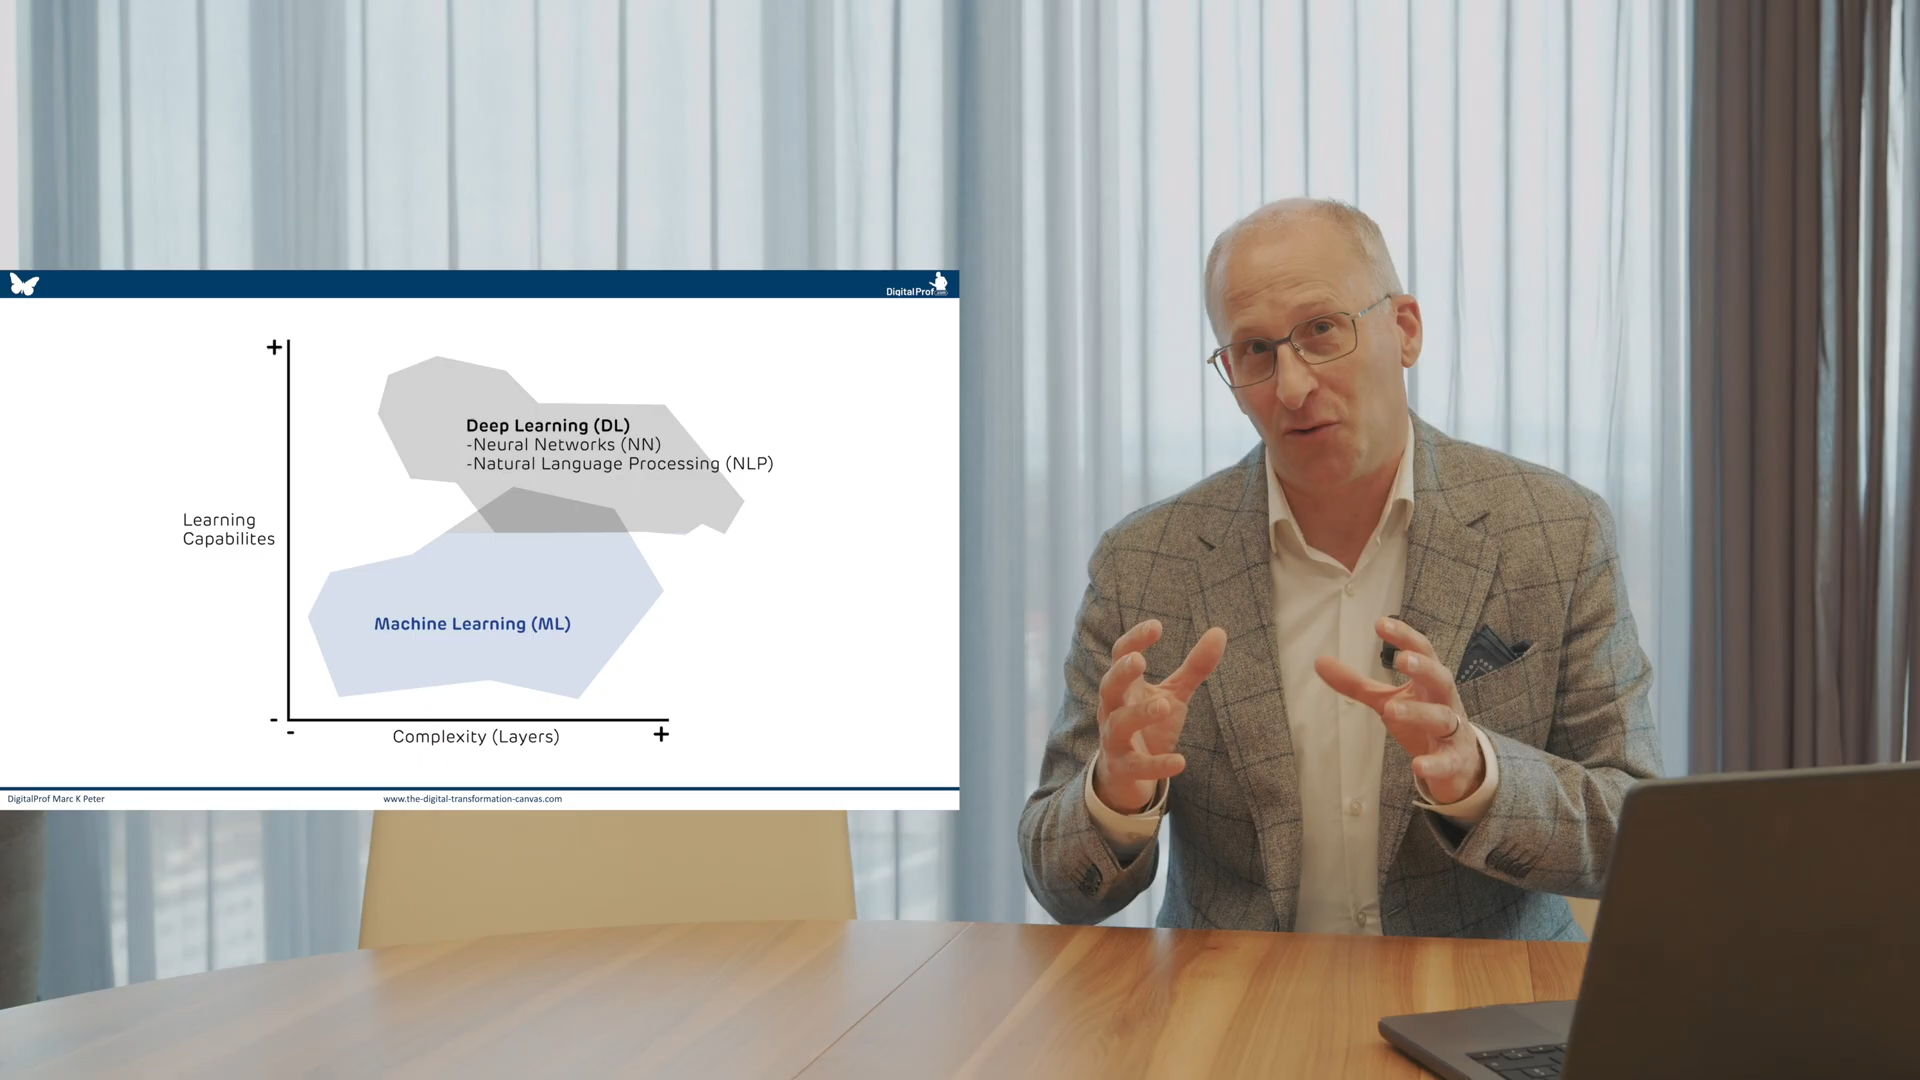 DigitalProf
+
Deep Learning (DL)
-Neural Networks (NN)
-Natural Language Processing (NLP)
Learning
Capabilites
Machine Learning (ML)
-
-
Complexity (Layers)
+
DigitalProf Marc K Peter
www.the-digital-transformation-canvas.com